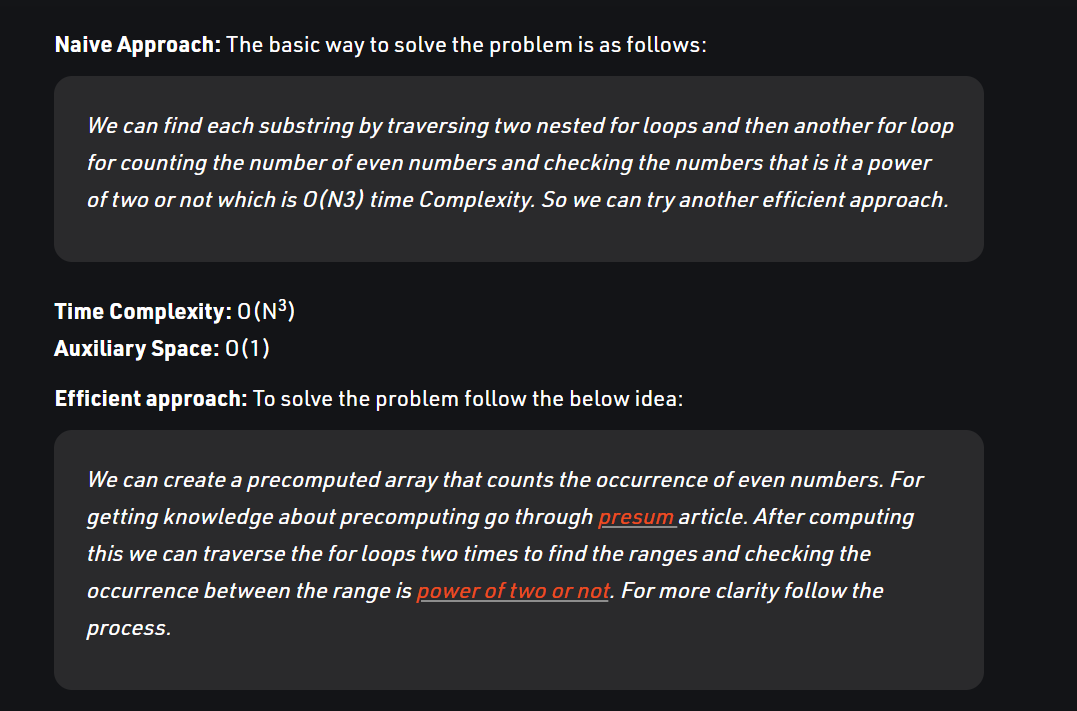 Naive Approach: The basic way to solve the problem is as follows:
We can find each substring by traversing two nested for loops and then another for loop
for counting the number of even numbers and checking the numbers that is it a power
of two or not which is O(N3) time Complexity. So we can try another efficient approach.
Time Complexity: O(N³)
Auxiliary Space: O(1)
Efficient approach: To solve the problem follow the below idea:
We can create a precomputed array that counts the occurrence of even numbers. For
getting knowledge about precomputing go through presum article. After computing
this we can traverse the for loops two times to find the ranges and checking the
occurrence between the range is power of two or not. For more clarity follow the
process.